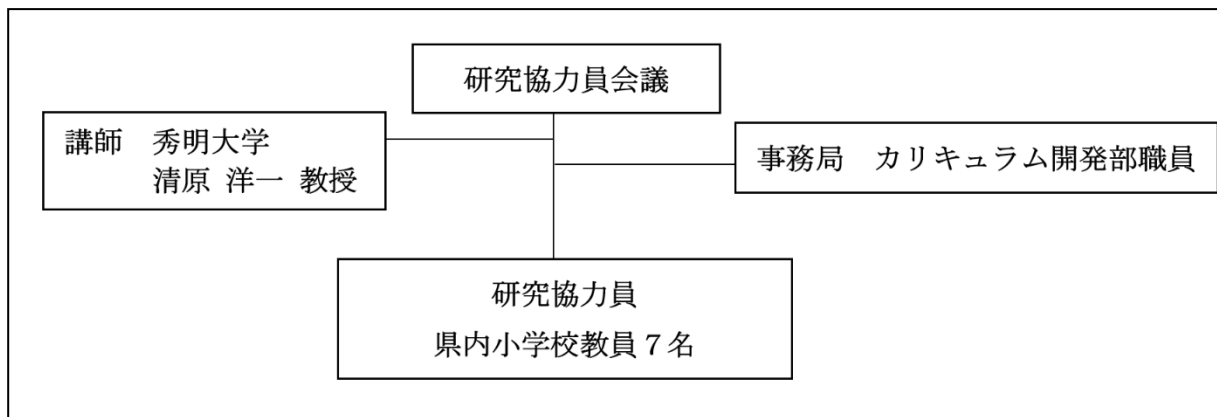 研究協力員会議
講師　秀明大学
清原 洋一 教授
事務局　カリキュラム開発部職員
研究協力員
県内小学校教員７名